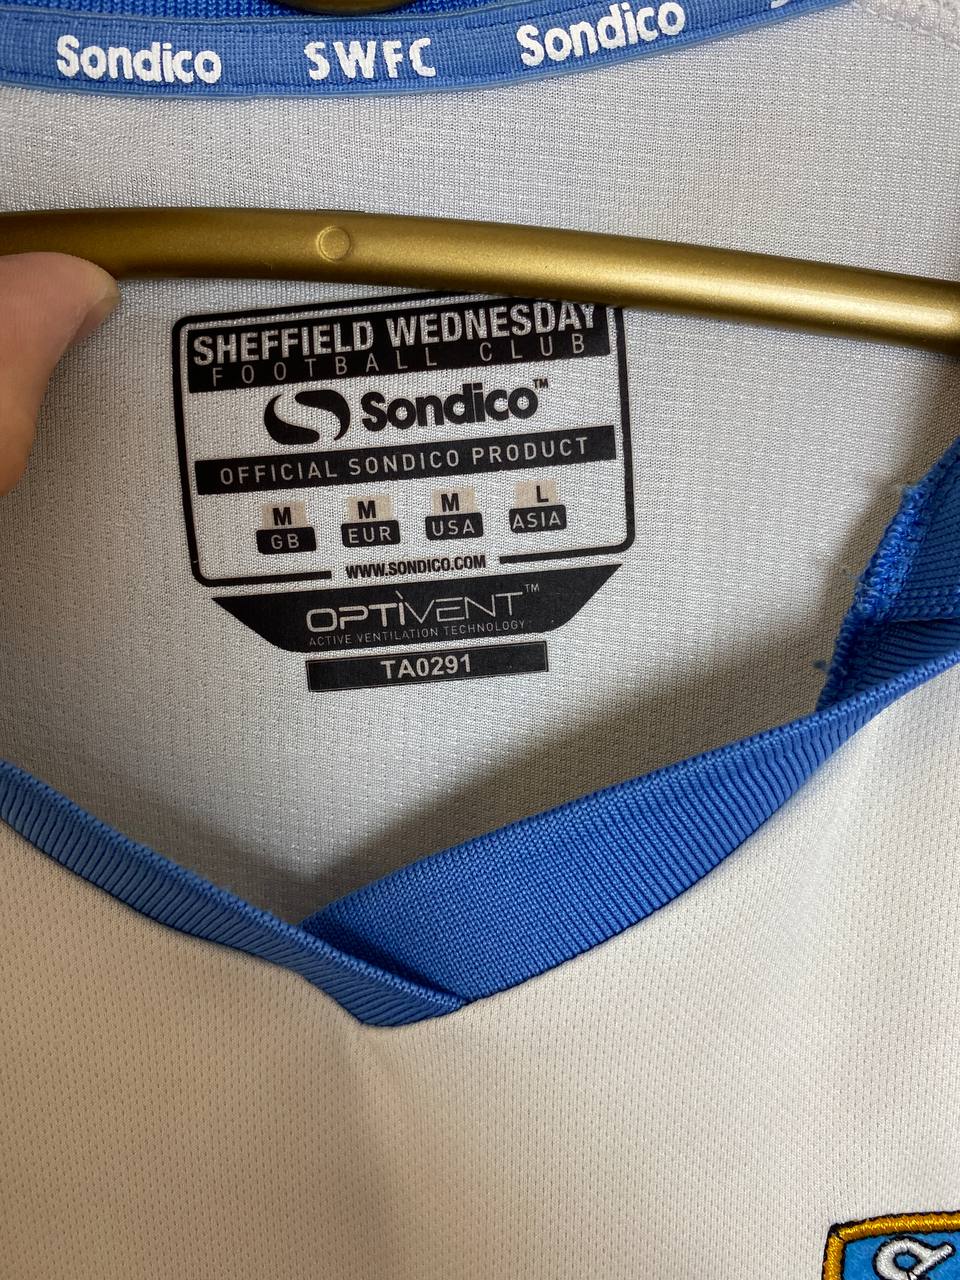 Sondico SWFC Sondico
SHEFFIELD WEDNESDAY
FOOTBALL CLUB
Sondico™
OFFICIAL SONDICO PRODUCT
M M M L
GB EUR USA ASIA
WWW.SONDICO.COM
OPTÌVENT™
ACTIVE VENTILATION TECHNOLOGY
TA0291